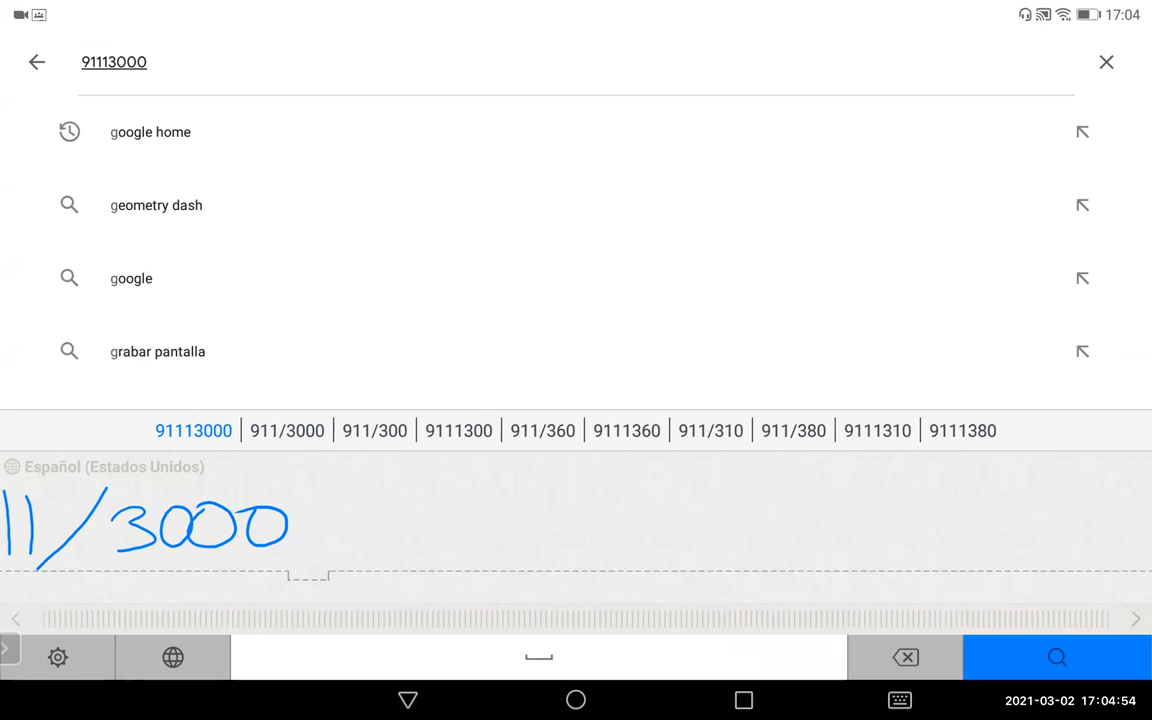 17:04
91113000
google home
geometry dash
google
grabar pantalla
91113000 911/3000 911/300 9111300 911/360 9111360 911/310 911/380 9111310 9111380
Español (Estados Unidos)
11/3000
2021-03-02 17:04:54